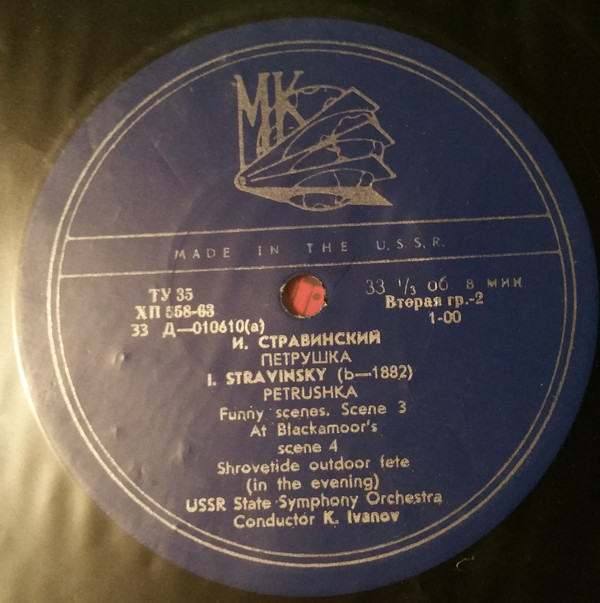 МК
MADE IN THE U.S.S.R.
ТУ 35
ХП 558-63
33 Д—010610(а)
33 1/3 об. в мин.
Вторая гр.-2
1-00
И. СТРАВИНСКИЙ
ПЕТРУШКА
I. STRAVINSKY (b—1882)
PETRUSHKA
Funny scenes. Scene 3
At Blackamoor's
scene 4
Shrovetide outdoor fete
(in the evening)
USSR State Symphony Orchestra
Conductor K. Ivanov